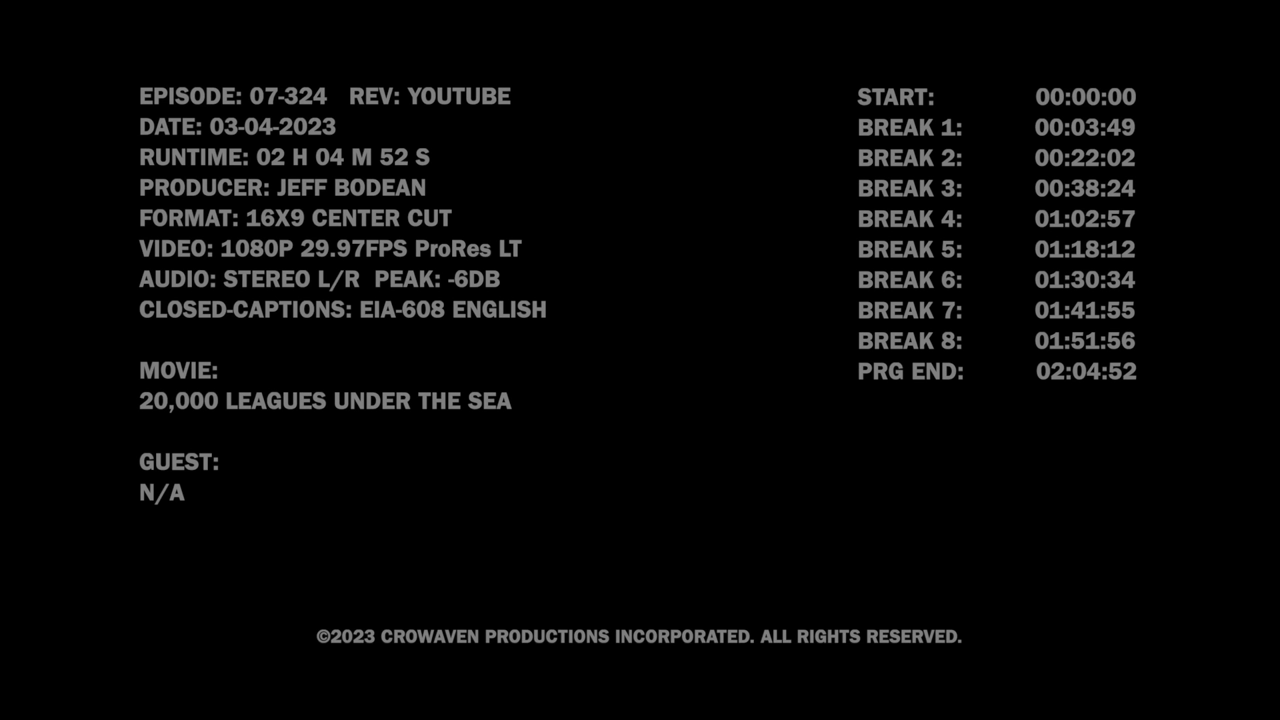 EPISODE: 07-324 REV: YOUTUBE
DATE: 03-04-2023
RUNTIME: 02 H 04 M 52 S
PRODUCER: JEFF BODEAN
FORMAT: 16X9 CENTER CUT
VIDEO: 1080P 29.97FPS ProRes LT
AUDIO: STEREO L/R PEAK: -6DB
CLOSED-CAPTIONS: EIA-608 ENGLISH
MOVIE:
20,000 LEAGUES UNDER THE SEA
GUEST:
N/A
START: 00:00:00
BREAK 1: 00:03:49
BREAK 2: 00:22:02
BREAK 3: 00:38:24
BREAK 4: 01:02:57
BREAK 5: 01:18:12
BREAK 6: 01:30:34
BREAK 7: 01:41:55
BREAK 8: 01:51:56
PRG END: 02:04:52
©2023 CROWAVEN PRODUCTIONS INCORPORATED. ALL RIGHTS RESERVED.